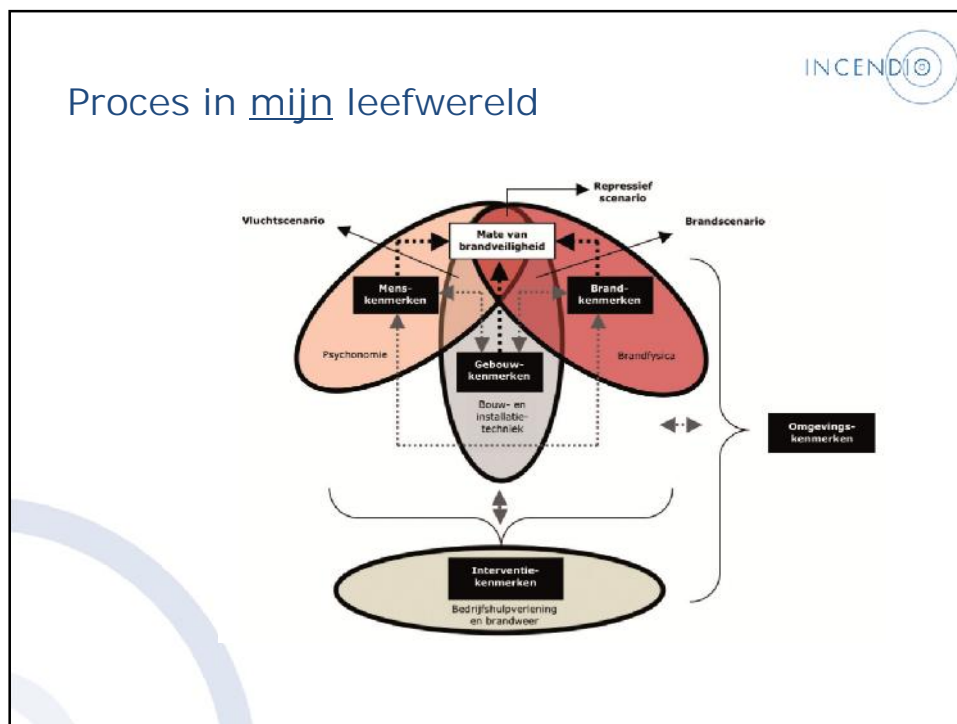 INCENDIO
Proces in mijn leefwereld
Repressief
scenario
Vluchtscenario
Brandscenario
Mate van
brandveiligheid
Mens-
kenmerken
Brand-
kenmerken
Psychonomie
Brandfysica
Gebouw-
kenmerken
Bouw- en
installatie-
techniek
Omgevings-
kenmerken
Interventie-
kenmerken
Bedrijfshulpverlening
en brandweer